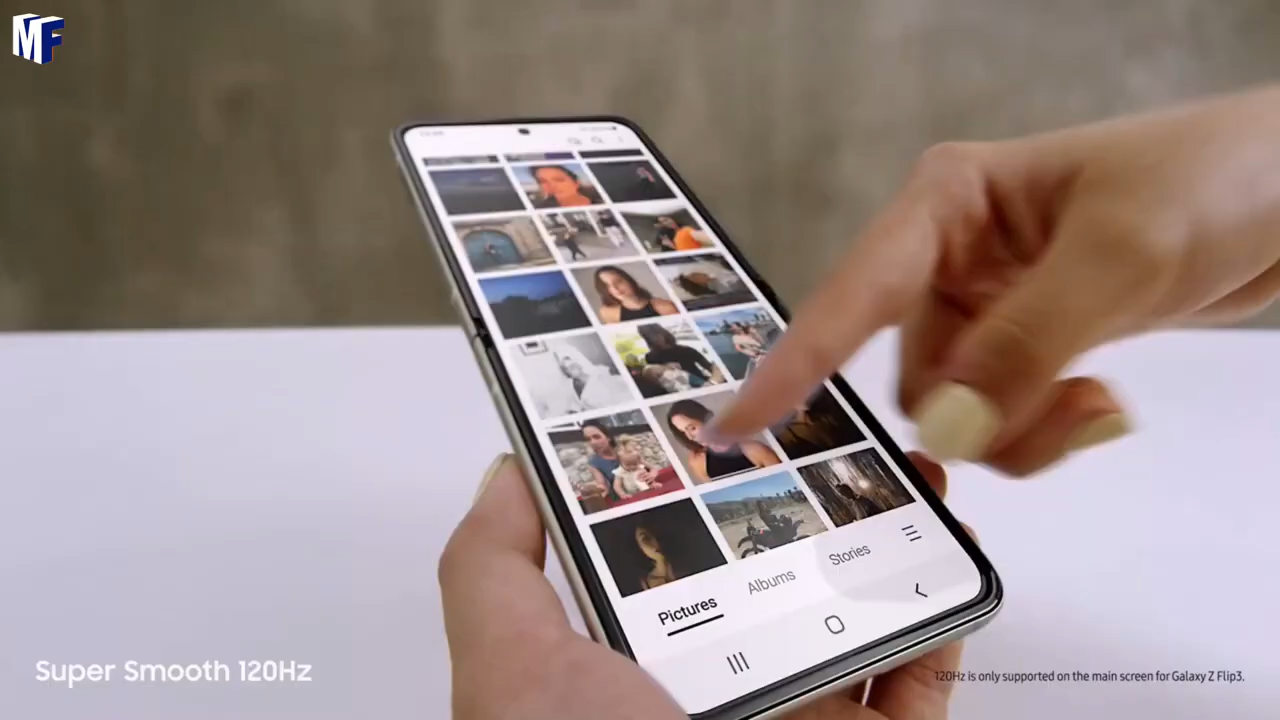 MF
Pictures
Albums
Stories
Super Smooth 120Hz
120Hz is only supported on the main screen for Galaxy Z Flip3.